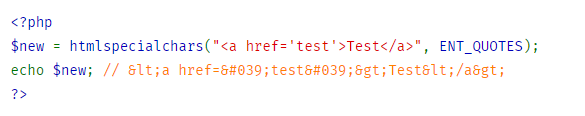 <?php
$new = htmlspecialchars("<a href='test'>Test</a>", ENT_QUOTES);
echo $new; // &lt;a href=&#039;test&#039;&gt;Test&lt;/a&gt;
?>